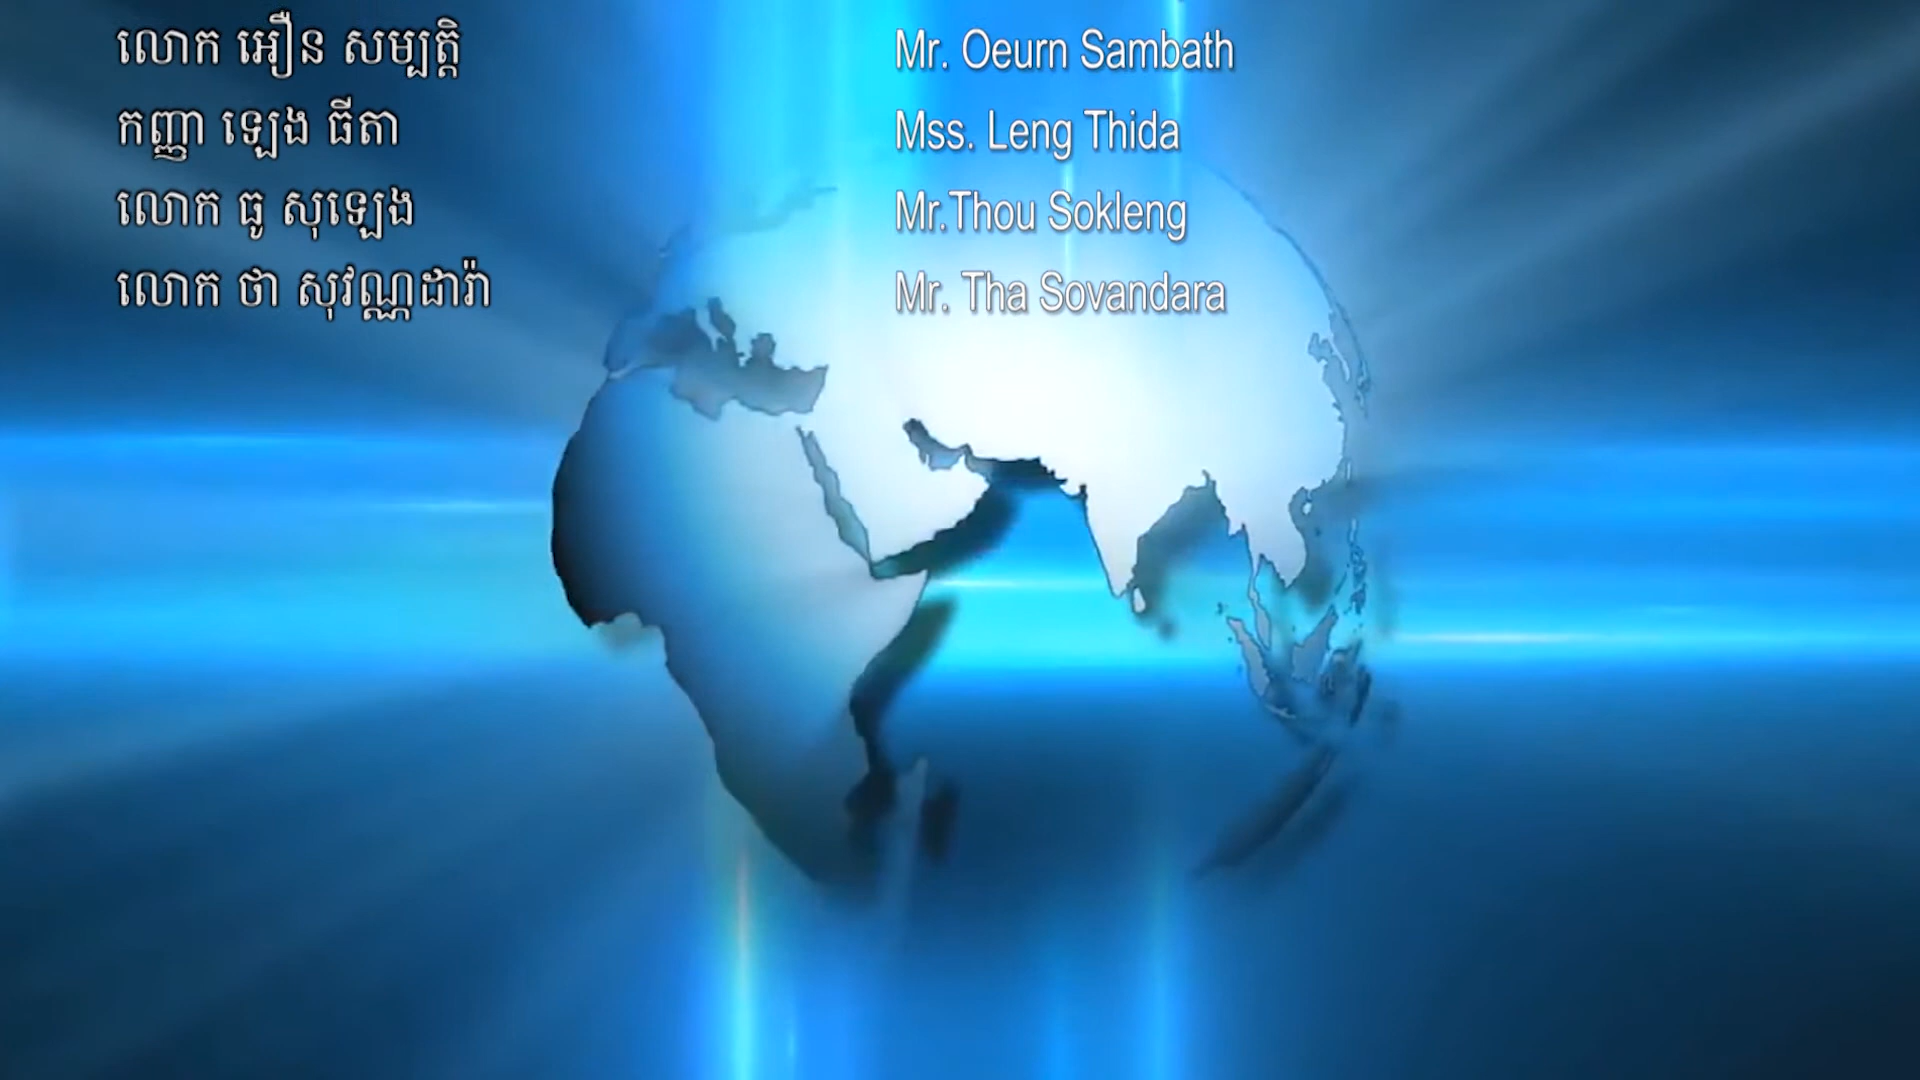 លោក អឿន សម្បត្តិ Mr. Oeurn Sambath
កញ្ញា ឡេង ធីតា Mss. Leng Thida
លោក ធូ សុឡេង Mr.Thou Sokleng
លោក ថា សុវណ្ណដារ៉ា Mr. Tha Sovandara